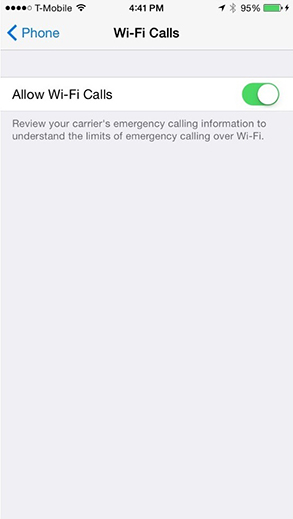 T-Mobile 4:41 PM 95%
Phone Wi-Fi Calls
Allow Wi-Fi Calls
Review your carrier's emergency calling information to
understand the limits of emergency calling over Wi-Fi.